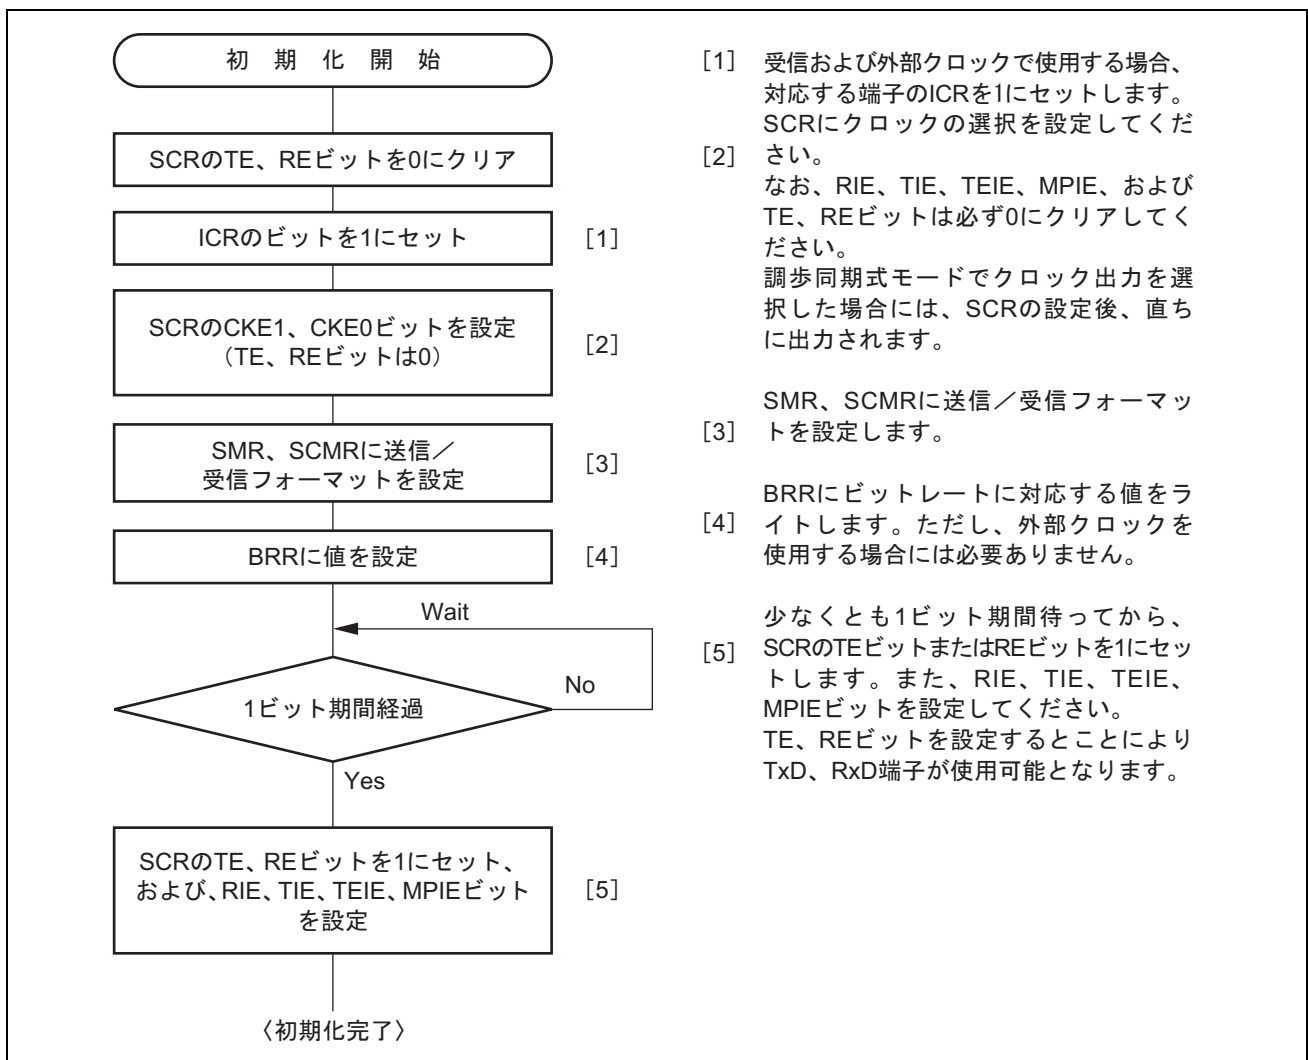 初期化開始
SCRのTE、REビットを0にクリア
ICRのビットを1にセット
[1]
SCRのCKE1、CKE0ビットを設定
（TE、REビットは0）
[2]
SMR、SCMRに送信／
受信フォーマットを設定
[3]
BRRに値を設定
[4]
Wait
1ビット期間経過
No
Yes
SCRのTE、REビットを1にセット、
および、RIE、TIE、TEIE、MPIEビット
を設定
[5]
〈初期化完了〉
[1] 受信および外部クロックで使用する場合、
対応する端子のICRを1にセットします。
SCRにクロックの選択を設定してくだ
[2] さい。
なお、RIE、TIE、TEIE、MPIE、および
TE、REビットは必ず0にクリアしてく
ださい。
調歩同期式モードでクロック出力を選
択した場合には、SCRの設定後、直ち
に出力されます。
SMR、SCMRに送信／受信フォーマッ
[3] トを設定します。
BRRにビットレートに対応する値をラ
[4] イトします。ただし、外部クロックを
使用する場合には必要ありません。
少なくとも1ビット期間待ってから、
[5] SCRのTEビットまたはREビットを1にセッ
トします。また、RIE、TIE、TEIE、
MPIEビットを設定してください。
TE、REビットを設定するとことにより
TxD、RxD端子が使用可能となります。